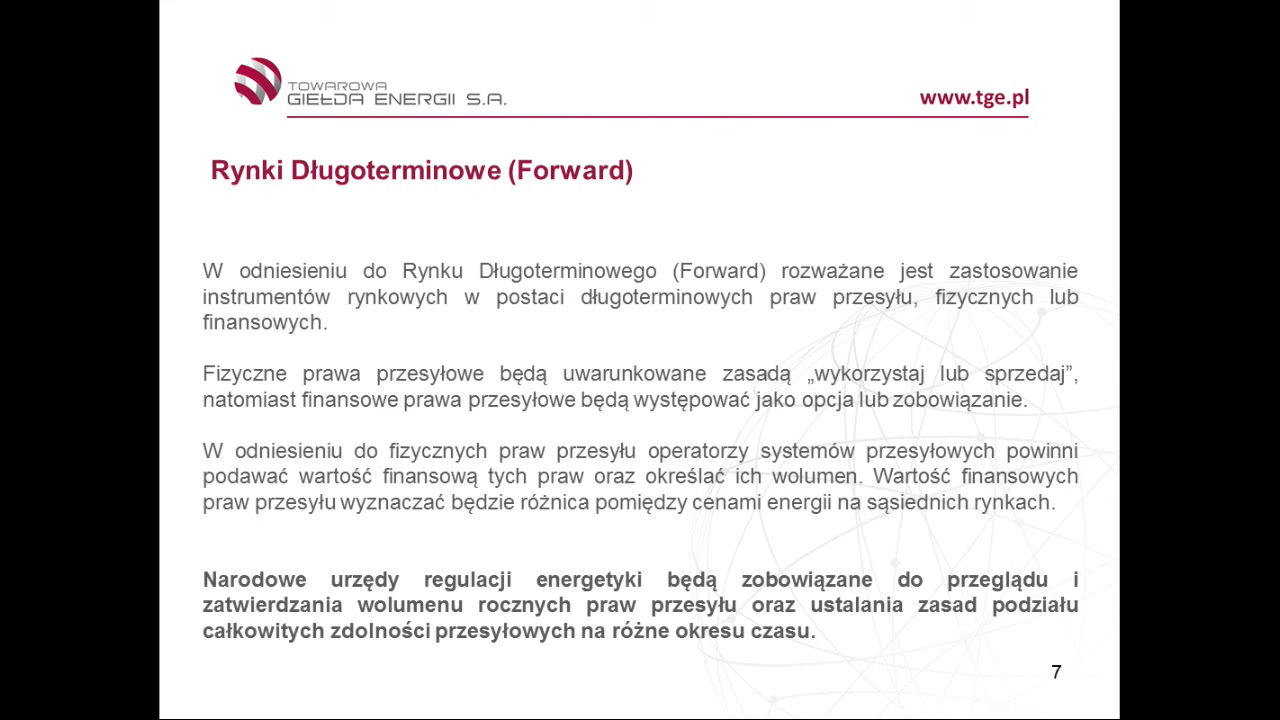 TOWAROWA
GIEŁDA ENERGII S.A.
www.tge.pl
Rynki Długoterminowe (Forward)
W odniesieniu do Rynku Długoterminowego (Forward) rozważane jest zastosowanie
instrumentów rynkowych w postaci długoterminowych praw przesyłu, fizycznych lub
finansowych.
Fizyczne prawa przesyłowe będą uwarunkowane zasadą „wykorzystaj lub sprzedaj”,
natomiast finansowe prawa przesyłowe będą występować jako opcja lub zobowiązanie.
W odniesieniu do fizycznych praw przesyłu operatorzy systemów przesyłowych powinni
podawać wartość finansową tych praw oraz określać ich wolumen. Wartość finansowych
praw przesyłu wyznaczać będzie różnica pomiędzy cenami energii na sąsiednich rynkach.
Narodowe urzędy regulacji energetyki będą zobowiązane do przeglądu i
zatwierdzania wolumenu rocznych praw przesyłu oraz ustalania zasad podziału
całkowitych zdolności przesyłowych na różne okresu czasu.
7